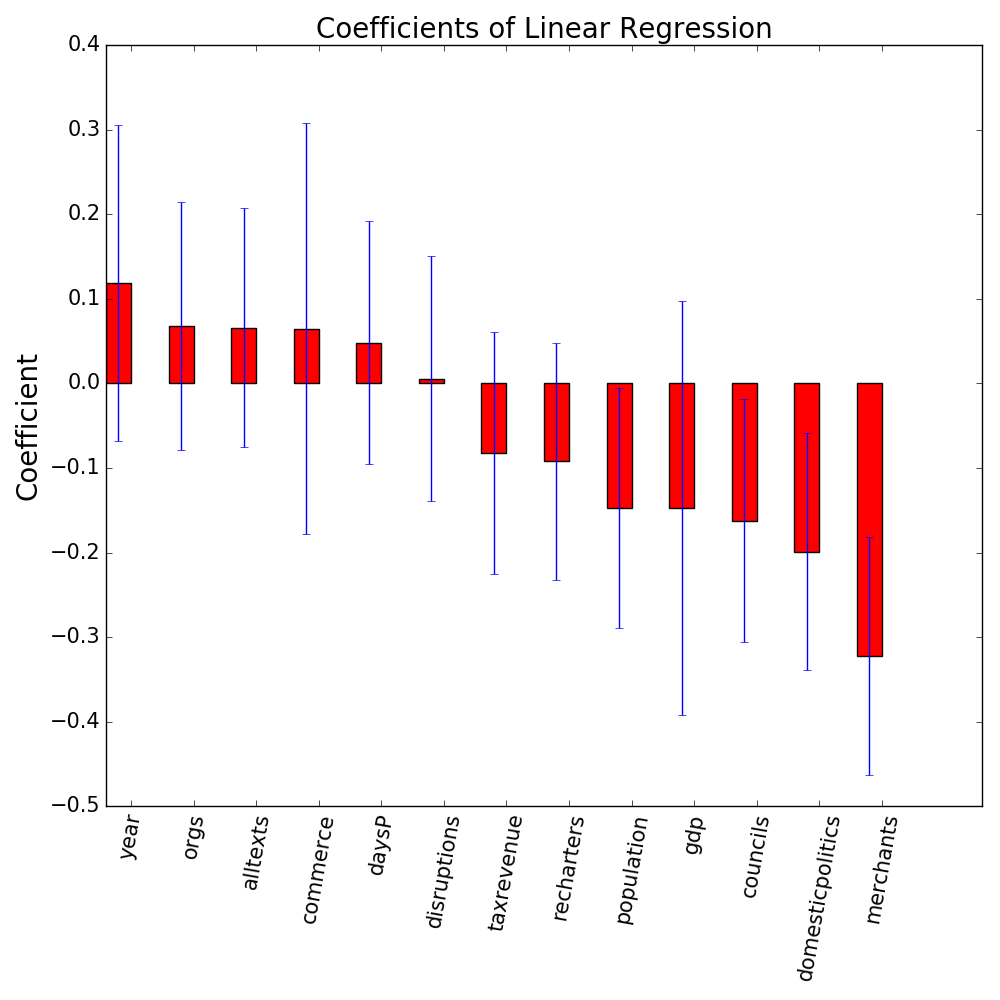 Coefficients of Linear Regression
0.4
0.3
0.2
0.1
0.0
−0.1
−0.2
−0.3
−0.4
−0.5
Coefficient
year
orgs
alltexts
commerce
daysP
disruptions
taxrevenue
recharters
population
gdp
councils
domesticpolitics
merchants